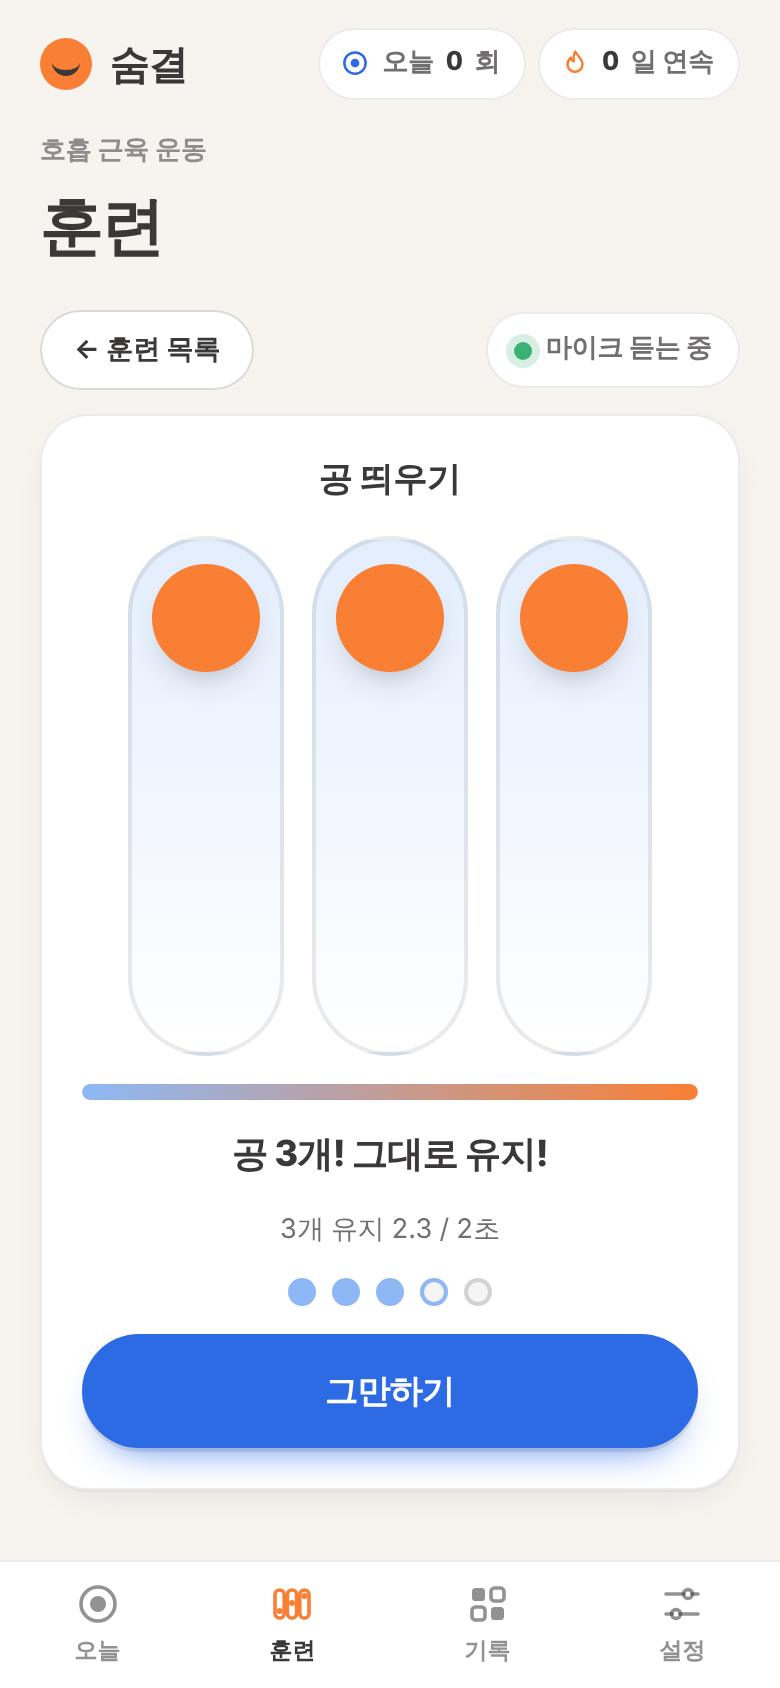 숨결
오늘 0 회
0 일 연속
호흡 근육 운동
훈련
← 훈련 목록
마이크 듣는 중
공 띄우기
공 3개! 그대로 유지!
3개 유지 2.3 / 2초
그만하기
오늘
훈련
기록
설정